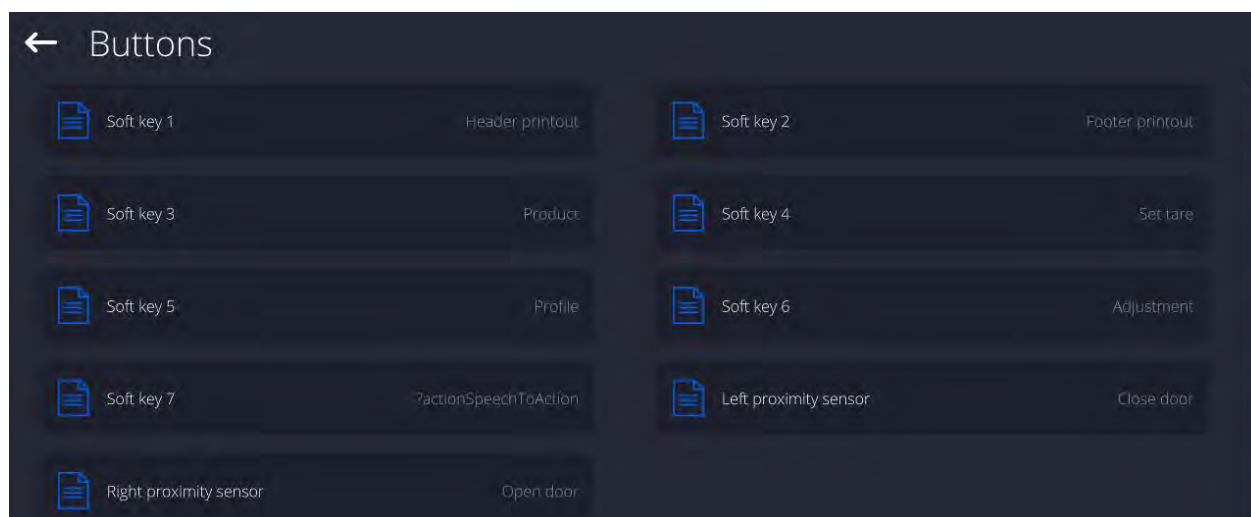 Buttons
Soft key 1 Header printout
Soft key 2 Footer printout
Soft key 3 Product
Soft key 4 Set tare
Soft key 5 Profile
Soft key 6 Adjustment
Soft key 7 ?actionSpeechToAction
Left proximity sensor Close door
Right proximity sensor Open door